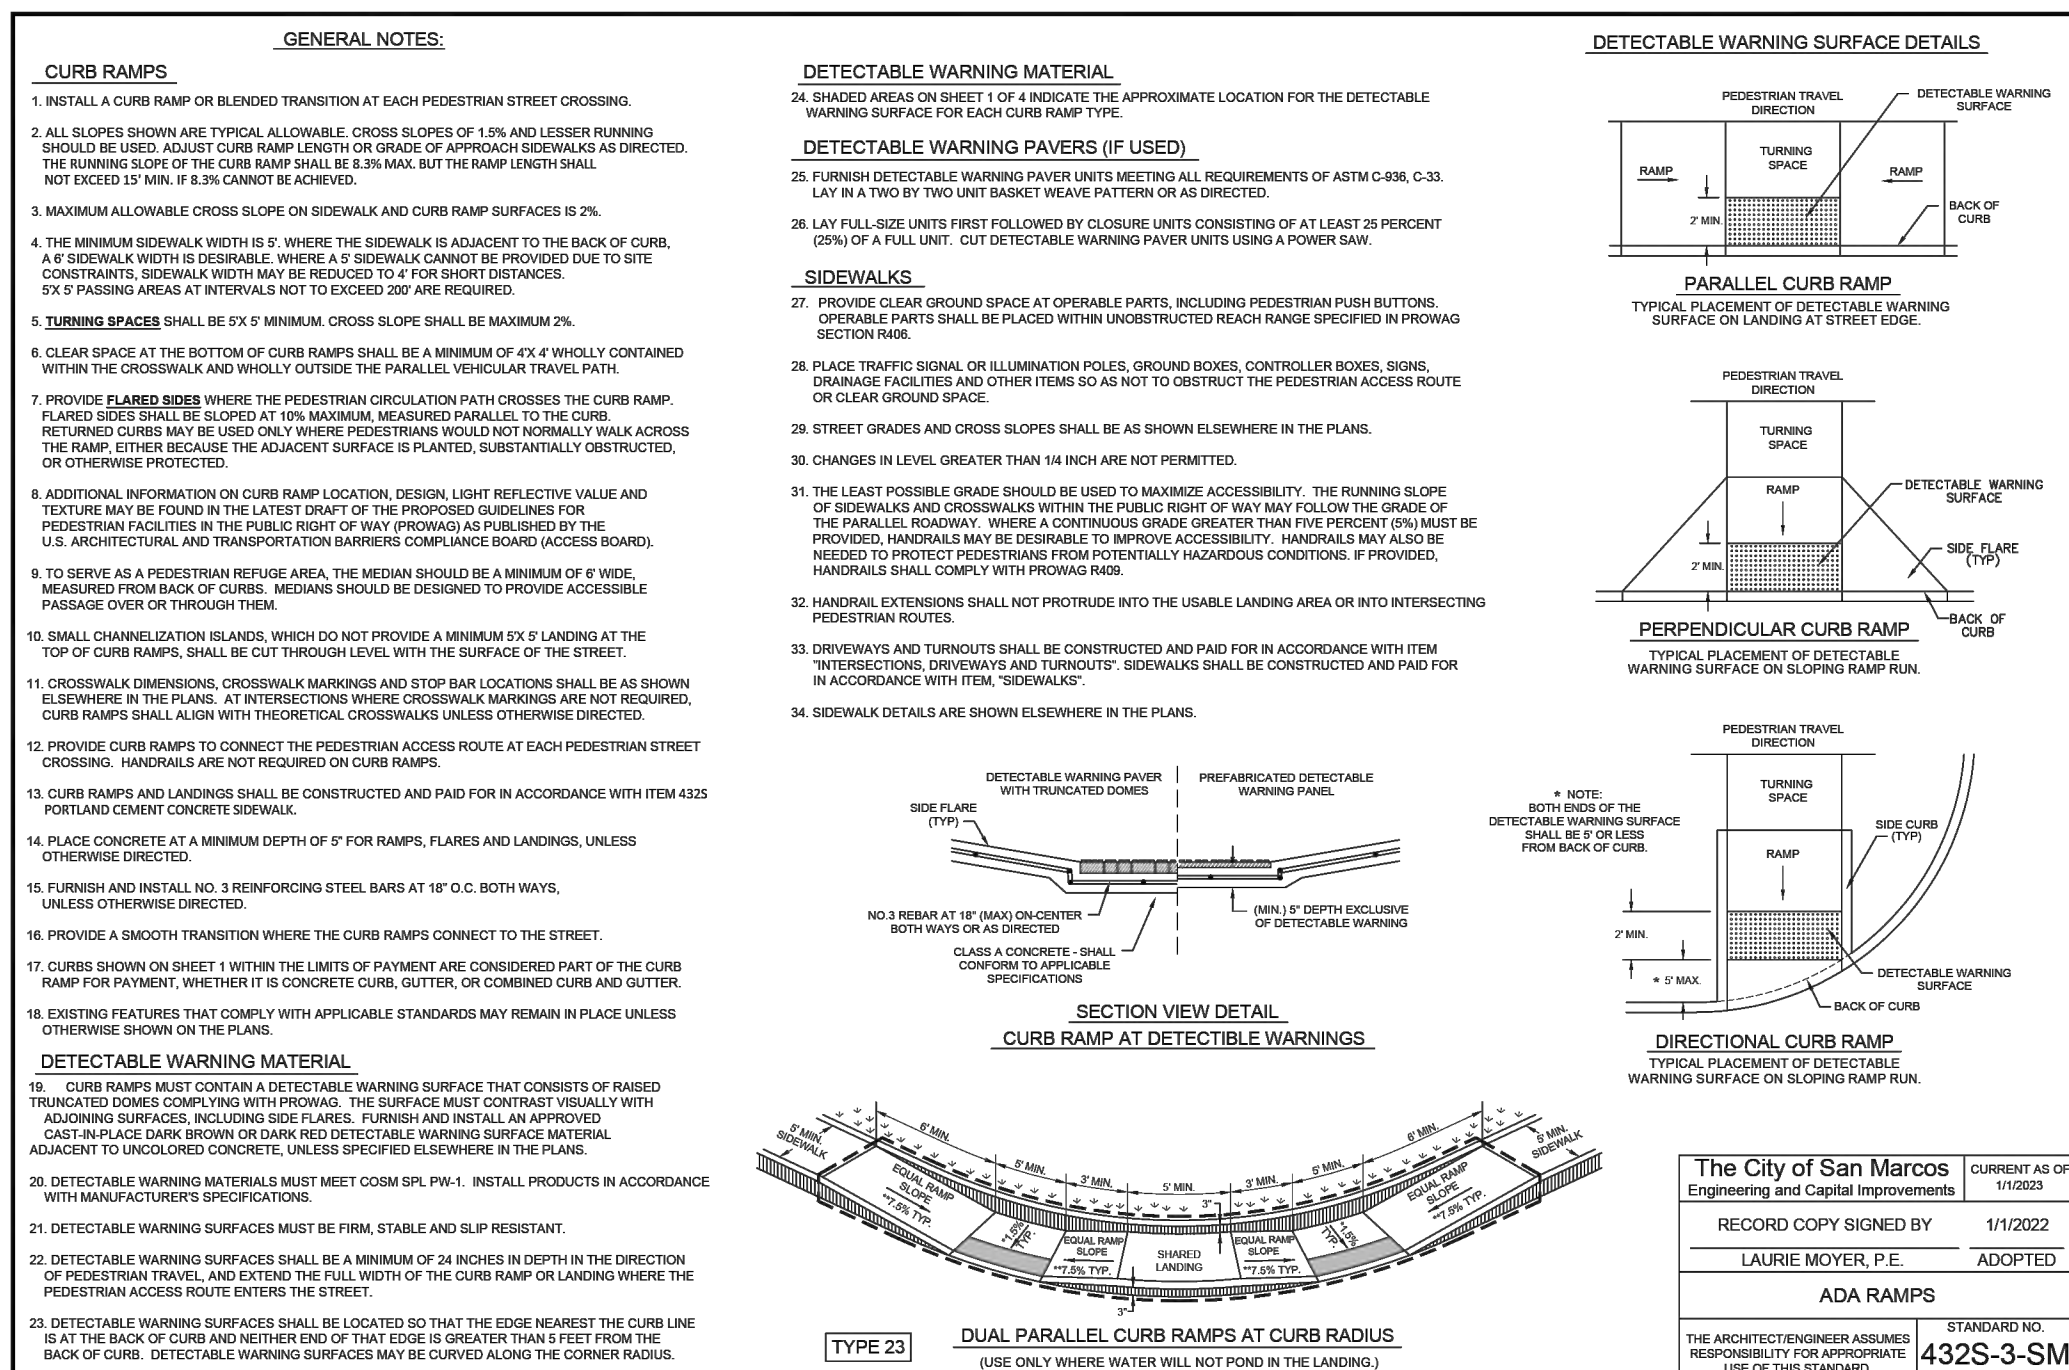 GENERAL NOTES:
CURB RAMPS
1. INSTALL A CURB RAMP OR BLENDED TRANSITION AT EACH PEDESTRIAN STREET CROSSING.
2. ALL SLOPES SHOWN ARE TYPICAL ALLOWABLE. CROSS SLOPES OF 1.5% AND LESSER RUNNING
SHOULD BE USED. ADJUST CURB RAMP LENGTH OR GRADE OF APPROACH SIDEWALKS AS DIRECTED.
THE RUNNING SLOPE OF THE CURB RAMP SHALL BE 8.3% MAX. BUT THE RAMP LENGTH SHALL
NOT EXCEED 15' MIN. IF 8.3% CANNOT BE ACHIEVED.
3. MAXIMUM ALLOWABLE CROSS SLOPE ON SIDEWALK AND CURB RAMP SURFACES IS 2%.
4. THE MINIMUM SIDEWALK WIDTH IS 5'. WHERE THE SIDEWALK IS ADJACENT TO THE BACK OF CURB,
A 6' SIDEWALK WIDTH IS DESIRABLE. WHERE A 5' SIDEWALK CANNOT BE PROVIDED DUE TO SITE
CONSTRAINTS, SIDEWALK WIDTH MAY BE REDUCED TO 4' FOR SHORT DISTANCES.
5'X 5' PASSING AREAS AT INTERVALS NOT TO EXCEED 200' ARE REQUIRED.
5. TURNING SPACES SHALL BE 5'X 5' MINIMUM. CROSS SLOPE SHALL BE MAXIMUM 2%.
6. CLEAR SPACE AT THE BOTTOM OF CURB RAMPS SHALL BE A MINIMUM OF 4'X 4' WHOLLY CONTAINED
WITHIN THE CROSSWALK AND WHOLLY OUTSIDE THE PARALLEL VEHICULAR TRAVEL PATH.
7. PROVIDE FLARED SIDES WHERE THE PEDESTRIAN CIRCULATION PATH CROSSES THE CURB RAMP.
FLARED SIDES SHALL BE SLOPED AT 10% MAXIMUM, MEASURED PARALLEL TO THE CURB.
RETURNED CURBS MAY BE USED ONLY WHERE PEDESTRIANS WOULD NOT NORMALLY WALK ACROSS
THE RAMP, EITHER BECAUSE THE ADJACENT SURFACE IS PLANTED, SUBSTANTIALLY OBSTRUCTED,
OR OTHERWISE PROTECTED.
8. ADDITIONAL INFORMATION ON CURB RAMP LOCATION, DESIGN, LIGHT REFLECTIVE VALUE AND
TEXTURE MAY BE FOUND IN THE LATEST DRAFT OF THE PROPOSED GUIDELINES FOR
PEDESTRIAN FACILITIES IN THE PUBLIC RIGHT OF WAY (PROWAG) AS PUBLISHED BY THE
U.S. ARCHITECTURAL AND TRANSPORTATION BARRIERS COMPLIANCE BOARD (ACCESS BOARD).
9. TO SERVE AS A PEDESTRIAN REFUGE AREA, THE MEDIAN SHOULD BE A MINIMUM OF 6' WIDE,
MEASURED FROM BACK OF CURBS. MEDIANS SHOULD BE DESIGNED TO PROVIDE ACCESSIBLE
PASSAGE OVER OR THROUGH THEM.
10. SMALL CHANNELIZATION ISLANDS, WHICH DO NOT PROVIDE A MINIMUM 5'X 5' LANDING AT THE
TOP OF CURB RAMPS, SHALL BE CUT THROUGH LEVEL WITH THE SURFACE OF THE STREET.
11. CROSSWALK DIMENSIONS, CROSSWALK MARKINGS AND STOP BAR LOCATIONS SHALL BE AS SHOWN
ELSEWHERE IN THE PLANS. AT INTERSECTIONS WHERE CROSSWALK MARKINGS ARE NOT REQUIRED,
CURB RAMPS SHALL ALIGN WITH THEORETICAL CROSSWALKS UNLESS OTHERWISE DIRECTED.
12. PROVIDE CURB RAMPS TO CONNECT THE PEDESTRIAN ACCESS ROUTE AT EACH PEDESTRIAN STREET
CROSSING. HANDRAILS ARE NOT REQUIRED ON CURB RAMPS.
13. CURB RAMPS AND LANDINGS SHALL BE CONSTRUCTED AND PAID FOR IN ACCORDANCE WITH ITEM 432S
PORTLAND CEMENT CONCRETE SIDEWALK.
14. PLACE CONCRETE AT A MINIMUM DEPTH OF 5" FOR RAMPS, FLARES AND LANDINGS, UNLESS
OTHERWISE DIRECTED.
15. FURNISH AND INSTALL NO. 3 REINFORCING STEEL BARS AT 18" O.C. BOTH WAYS,
UNLESS OTHERWISE DIRECTED.
16. PROVIDE A SMOOTH TRANSITION WHERE THE CURB RAMPS CONNECT TO THE STREET.
17. CURBS SHOWN ON SHEET 1 WITHIN THE LIMITS OF PAYMENT ARE CONSIDERED PART OF THE CURB
RAMP FOR PAYMENT, WHETHER IT IS CONCRETE CURB, GUTTER, OR COMBINED CURB AND GUTTER.
18. EXISTING FEATURES THAT COMPLY WITH APPLICABLE STANDARDS MAY REMAIN IN PLACE UNLESS
OTHERWISE SHOWN ON THE PLANS.
DETECTABLE WARNING MATERIAL
19. CURB RAMPS MUST CONTAIN A DETECTABLE WARNING SURFACE THAT CONSISTS OF RAISED
TRUNCATED DOMES COMPLYING WITH PROWAG. THE SURFACE MUST CONTRAST VISUALLY WITH
ADJOINING SURFACES, INCLUDING SIDE FLARES. FURNISH AND INSTALL AN APPROVED
CAST-IN-PLACE DARK BROWN OR DARK RED DETECTABLE WARNING SURFACE MATERIAL
ADJACENT TO UNCOLORED CONCRETE, UNLESS SPECIFIED ELSEWHERE IN THE PLANS.
20. DETECTABLE WARNING MATERIALS MUST MEET COSM SPL PW-1. INSTALL PRODUCTS IN ACCORDANCE
WITH MANUFACTURER'S SPECIFICATIONS.
21. DETECTABLE WARNING SURFACES MUST BE FIRM, STABLE AND SLIP RESISTANT.
22. DETECTABLE WARNING SURFACES SHALL BE A MINIMUM OF 24 INCHES IN DEPTH IN THE DIRECTION
OF PEDESTRIAN TRAVEL, AND EXTEND THE FULL WIDTH OF THE CURB RAMP OR LANDING WHERE THE
PEDESTRIAN ACCESS ROUTE ENTERS THE STREET.
23. DETECTABLE WARNING SURFACES SHALL BE LOCATED SO THAT THE EDGE NEAREST THE CURB LINE
IS AT THE BACK OF CURB AND NEITHER END OF THAT EDGE IS GREATER THAN 5 FEET FROM THE
BACK OF CURB. DETECTABLE WARNING SURFACES MAY BE CURVED ALONG THE CORNER RADIUS.
DETECTABLE WARNING MATERIAL
24. SHADED AREAS ON SHEET 1 OF 4 INDICATE THE APPROXIMATE LOCATION FOR THE DETECTABLE
WARNING SURFACE FOR EACH CURB RAMP TYPE.
DETECTABLE WARNING PAVERS (IF USED)
25. FURNISH DETECTABLE WARNING PAVER UNITS MEETING ALL REQUIREMENTS OF ASTM C-936, C-33.
LAY IN A TWO BY TWO UNIT BASKET WEAVE PATTERN OR AS DIRECTED.
26. LAY FULL-SIZE UNITS FIRST FOLLOWED BY CLOSURE UNITS CONSISTING OF AT LEAST 25 PERCENT
(25%) OF A FULL UNIT. CUT DETECTABLE WARNING PAVER UNITS USING A POWER SAW.
SIDEWALKS
27. PROVIDE CLEAR GROUND SPACE AT OPERABLE PARTS, INCLUDING PEDESTRIAN PUSH BUTTONS.
OPERABLE PARTS SHALL BE PLACED WITHIN UNOBSTRUCTED REACH RANGE SPECIFIED IN PROWAG
SECTION R406.
28. PLACE TRAFFIC SIGNAL OR ILLUMINATION POLES, GROUND BOXES, CONTROLLER BOXES, SIGNS,
DRAINAGE FACILITIES AND OTHER ITEMS SO AS NOT TO OBSTRUCT THE PEDESTRIAN ACCESS ROUTE
OR CLEAR GROUND SPACE.
29. STREET GRADES AND CROSS SLOPES SHALL BE AS SHOWN ELSEWHERE IN THE PLANS.
30. CHANGES IN LEVEL GREATER THAN 1/4 INCH ARE NOT PERMITTED.
31. THE LEAST POSSIBLE GRADE SHOULD BE USED TO MAXIMIZE ACCESSIBILITY. THE RUNNING SLOPE
OF SIDEWALKS AND CROSSWALKS WITHIN THE PUBLIC RIGHT OF WAY MAY FOLLOW THE GRADE OF
THE PARALLEL ROADWAY. WHERE A CONTINUOUS GRADE GREATER THAN FIVE PERCENT (5%) MUST BE
PROVIDED, HANDRAILS MAY BE DESIRABLE TO IMPROVE ACCESSIBILITY. HANDRAILS MAY ALSO BE
NEEDED TO PROTECT PEDESTRIANS FROM POTENTIALLY HAZARDOUS CONDITIONS. IF PROVIDED,
HANDRAILS SHALL COMPLY WITH PROWAG R409.
32. HANDRAIL EXTENSIONS SHALL NOT PROTRUDE INTO THE USABLE LANDING AREA OR INTO INTERSECTING
PEDESTRIAN ROUTES.
33. DRIVEWAYS AND TURNOUTS SHALL BE CONSTRUCTED AND PAID FOR IN ACCORDANCE WITH ITEM
"INTERSECTIONS, DRIVEWAYS AND TURNOUTS". SIDEWALKS SHALL BE CONSTRUCTED AND PAID FOR
IN ACCORDANCE WITH ITEM, "SIDEWALKS".
34. SIDEWALK DETAILS ARE SHOWN ELSEWHERE IN THE PLANS.
DETECTABLE WARNING PAVER
WITH TRUNCATED DOMES
PREFABRICATED DETECTABLE
WARNING PANEL
SIDE FLARE
(TYP)
NO.3 REBAR AT 18" (MAX) ON-CENTER
BOTH WAYS OR AS DIRECTED
(MIN.) 5" DEPTH EXCLUSIVE
OF DETECTABLE WARNING
CLASS A CONCRETE - SHALL
CONFORM TO APPLICABLE
SPECIFICATIONS
SECTION VIEW DETAIL
CURB RAMP AT DETECTIBLE WARNINGS
5' MIIN.
SIDEWALK
6' MIN.
5' MIN.
3' MIN.
5' MIN.
3' MIN.
5' MIN.
6' MIN.
5' MIN.
SIDEWALK
EQUAL RAMP
SLOPE
**7.5% TYP.
*1.5%
TYP.
EQUAL RAMP
SLOPE
**7.5% TYP.
3"
SHARED
LANDING
EQUAL RAMP
SLOPE
**7.5% TYP.
*1.5%
TYP.
EQUAL RAMP
SLOPE
**7.5% TYP.
3"
TYPE 23
DUAL PARALLEL CURB RAMPS AT CURB RADIUS
(USE ONLY WHERE WATER WILL NOT POND IN THE LANDING.)
DETECTABLE WARNING SURFACE DETAILS
PEDESTRIAN TRAVEL
DIRECTION
DETECTABLE WARNING
SURFACE
TURNING
SPACE
RAMP
RAMP
2' MIN.
BACK OF
CURB
PARALLEL CURB RAMP
TYPICAL PLACEMENT OF DETECTABLE WARNING
SURFACE ON LANDING AT STREET EDGE.
PEDESTRIAN TRAVEL
DIRECTION
TURNING
SPACE
RAMP
DETECTABLE WARNING
SURFACE
2' MIN.
SIDE FLARE
(TYP)
BACK OF
CURB
PERPENDICULAR CURB RAMP
TYPICAL PLACEMENT OF DETECTABLE
WARNING SURFACE ON SLOPING RAMP RUN.
PEDESTRIAN TRAVEL
DIRECTION
TURNING
SPACE
* NOTE:
BOTH ENDS OF THE
DETECTABLE WARNING SURFACE
SHALL BE 5' OR LESS
FROM BACK OF CURB.
SIDE CURB
(TYP)
RAMP
2' MIN.
* 5' MAX.
DETECTABLE WARNING
SURFACE
BACK OF CURB
DIRECTIONAL CURB RAMP
TYPICAL PLACEMENT OF DETECTABLE
WARNING SURFACE ON SLOPING RAMP RUN.
The City of San Marcos
Engineering and Capital Improvements
CURRENT AS OF
1/1/2023
RECORD COPY SIGNED BY
1/1/2022
LAURIE MOYER, P.E.
ADOPTED
ADA RAMPS
THE ARCHITECT/ENGINEER ASSUMES
RESPONSIBILITY FOR APPROPRIATE
USE OF THIS STANDARD
STANDARD NO.
432S-3-SM